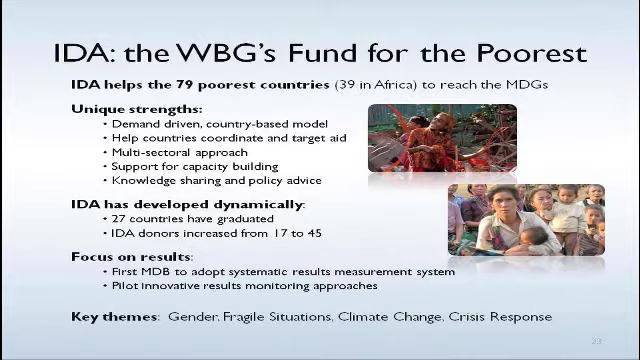 IDA: the WBG's Fund for the Poorest
IDA helps the 79 poorest countries (39 in Africa) to reach the MDGs
Unique strengths:
• Demand driven, country-based model
• Help countries coordinate and target aid
• Multi-sectoral approach
• Support for capacity building
• Knowledge sharing and policy advice
IDA has developed dynamically:
• 27 countries have graduated
• IDA donors increased from 17 to 45
Focus on results:
• First MDB to adopt systematic results measurement system
• Pilot innovative results monitoring approaches
Key themes: Gender, Fragile Situations, Climate Change, Crisis Response